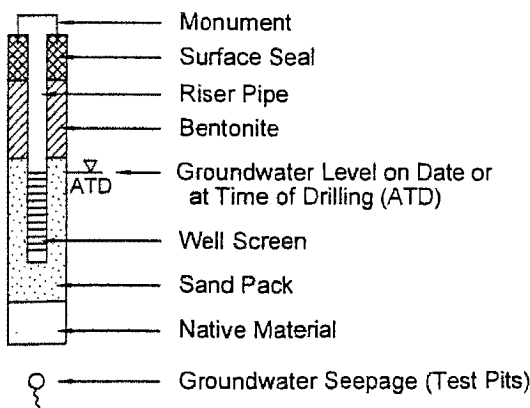 Monument
Surface Seal
Riser Pipe
Bentonite
Groundwater Level on Date or
at Time of Drilling (ATD)
ATD
Well Screen
Sand Pack
Native Material
Groundwater Seepage (Test Pits)